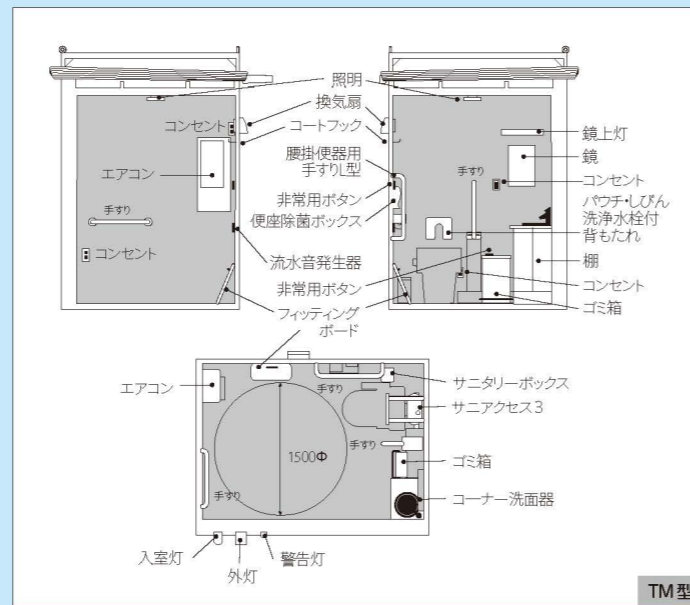 照明
換気扇
コンセント
コートフック
鏡上灯
腰掛便器用
手すりL型
手すり
鏡
エアコン
コンセント
非常用ボタン
パウチ・しびん
洗浄水栓付
背もたれ
手すり
便座除菌ボックス
コンセント
流水音発生器
棚
非常用ボタン
コンセント
フィッティング
ボード
ゴミ箱
エアコン
手すり
サニタリーボックス
サニアクセス3
手すり
1500Φ
ゴミ箱
手すり
コーナー洗面器
入室灯
外灯
警告灯
TM型